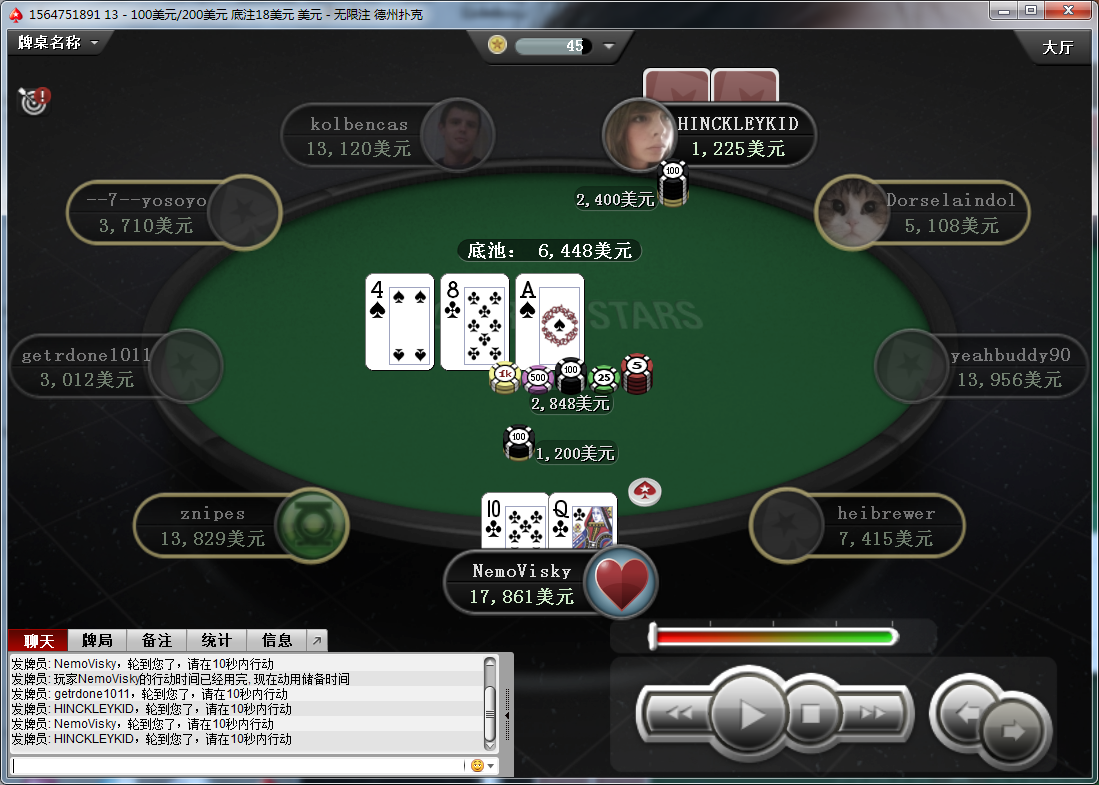 1564751891 13 - 100美元/200美元 底注18美元 美元 - 无限注 德州扑克
牌桌名称
45
大厅
kolbencas
13,120美元
HINCKLEYKID
1,225美元
--7--yosoyo
3,710美元
100
2,400美元
Dorselaindol
5,108美元
底池： 6,448美元
4
8
A
STARS
getrdone1011
3,012美元
yeahbuddy90
13,956美元
1k
500
100
25
5
2,848美元
100
1,200美元
10
Q
znipes
13,829美元
heibrewer
7,415美元
NemoVisky
17,861美元
聊天 牌局 备注 统计 信息
发牌员: NemoVisky，轮到您了，请在10秒内行动
发牌员: 玩家NemoVisky的行动时间已经用完, 现在动用储备时间
发牌员: getrdone1011，轮到您了，请在10秒内行动
发牌员: HINCKLEYKID，轮到您了，请在10秒内行动
发牌员: NemoVisky，轮到您了，请在10秒内行动
发牌员: HINCKLEYKID，轮到您了，请在10秒内行动